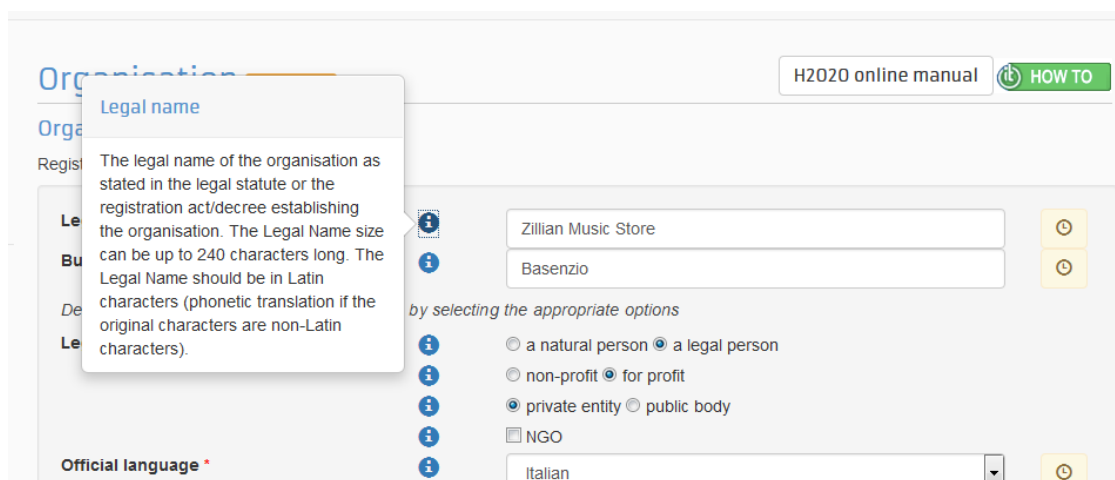 H2020 online manual
HOW TO
Legal name
Orga
Regist
The legal name of the organisation as
stated in the legal statute or the
registration act/decree establishing
the organisation. The Legal Name size
can be up to 240 characters long. The
Legal Name should be in Latin
characters (phonetic translation if the
original characters are non-Latin
characters).
Le
Zillian Music Store
Bu
Basenzio
De
by selecting the appropriate options
Le
a natural person a legal person
non-profit for profit
private entity public body
NGO
Official language *
Italian